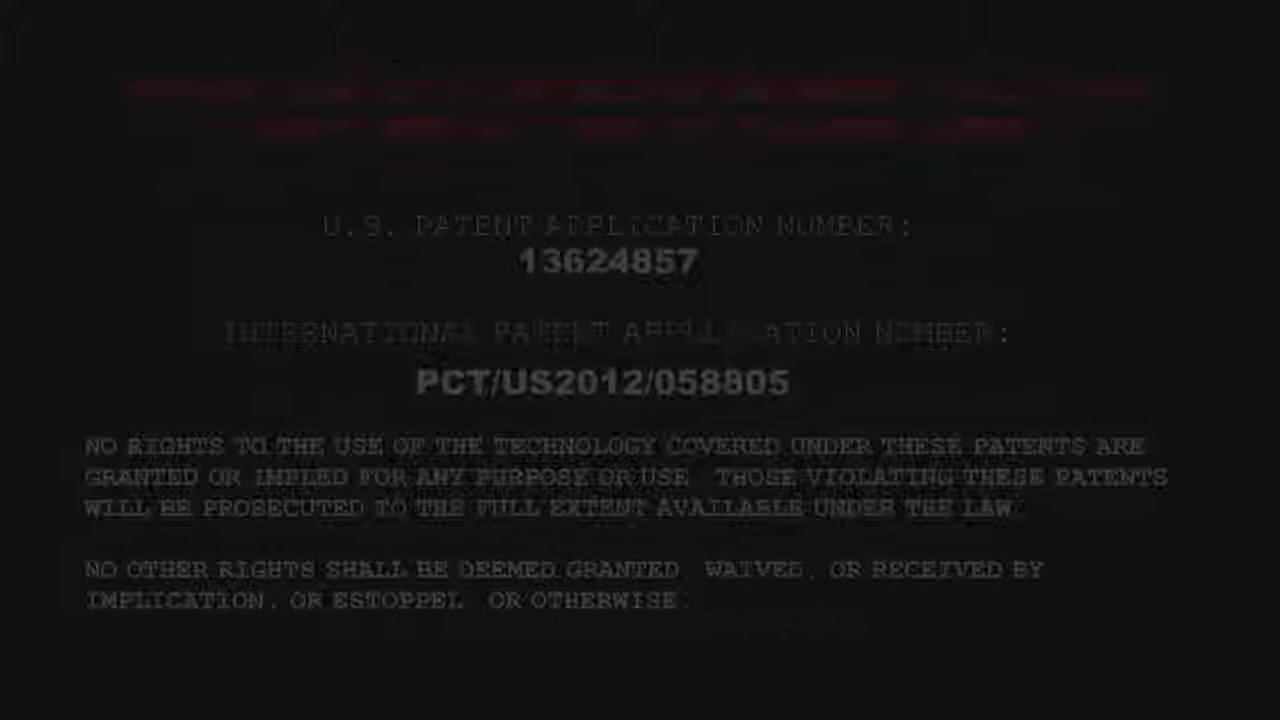 U.S. PATENT APPLICATION NUMBER:
13624857
INTERNATIONAL PATENT APPLICATION NUMBER:
PCT/US2012/058805
NO RIGHTS TO THE USE OF THE TECHNOLOGY COVERED UNDER THESE PATENTS ARE
GRANTED OR IMPLED FOR ANY PURPOSE OR USE. THOSE VIOLATING THESE PATENTS
WILL BE PROSECUTED TO THE FULL EXTENT AVAILABLE UNDER THE LAW.
NO OTHER RIGHTS SHALL BE DEEMED GRANTED, WAIVED, OR RECEIVED BY
IMPLICATION, OR ESTOPPEL, OR OTHERWISE.